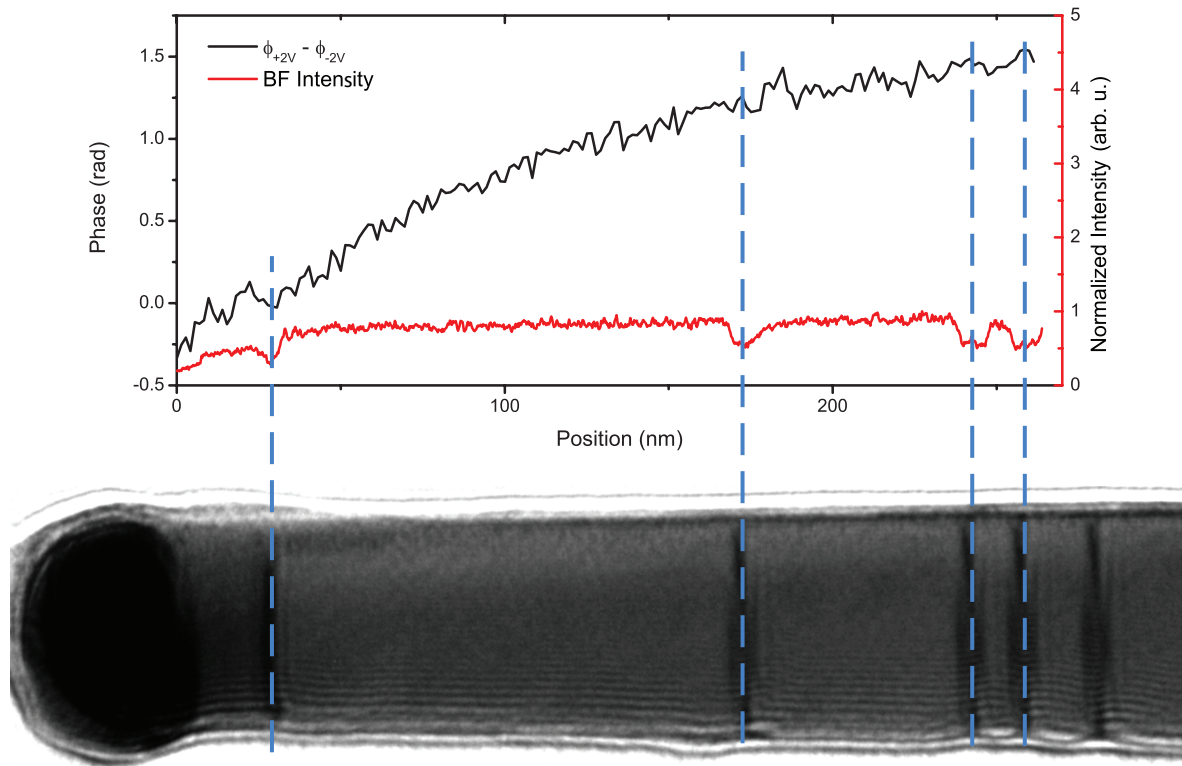 ϕ+2V - ϕ-2V
BF Intensity
1.5
1.0
0.5
0.0
-0.5
Phase (rad)
5
4
3
2
1
0
Normalized Intensity (arb. u.)
0
100
200
Position (nm)